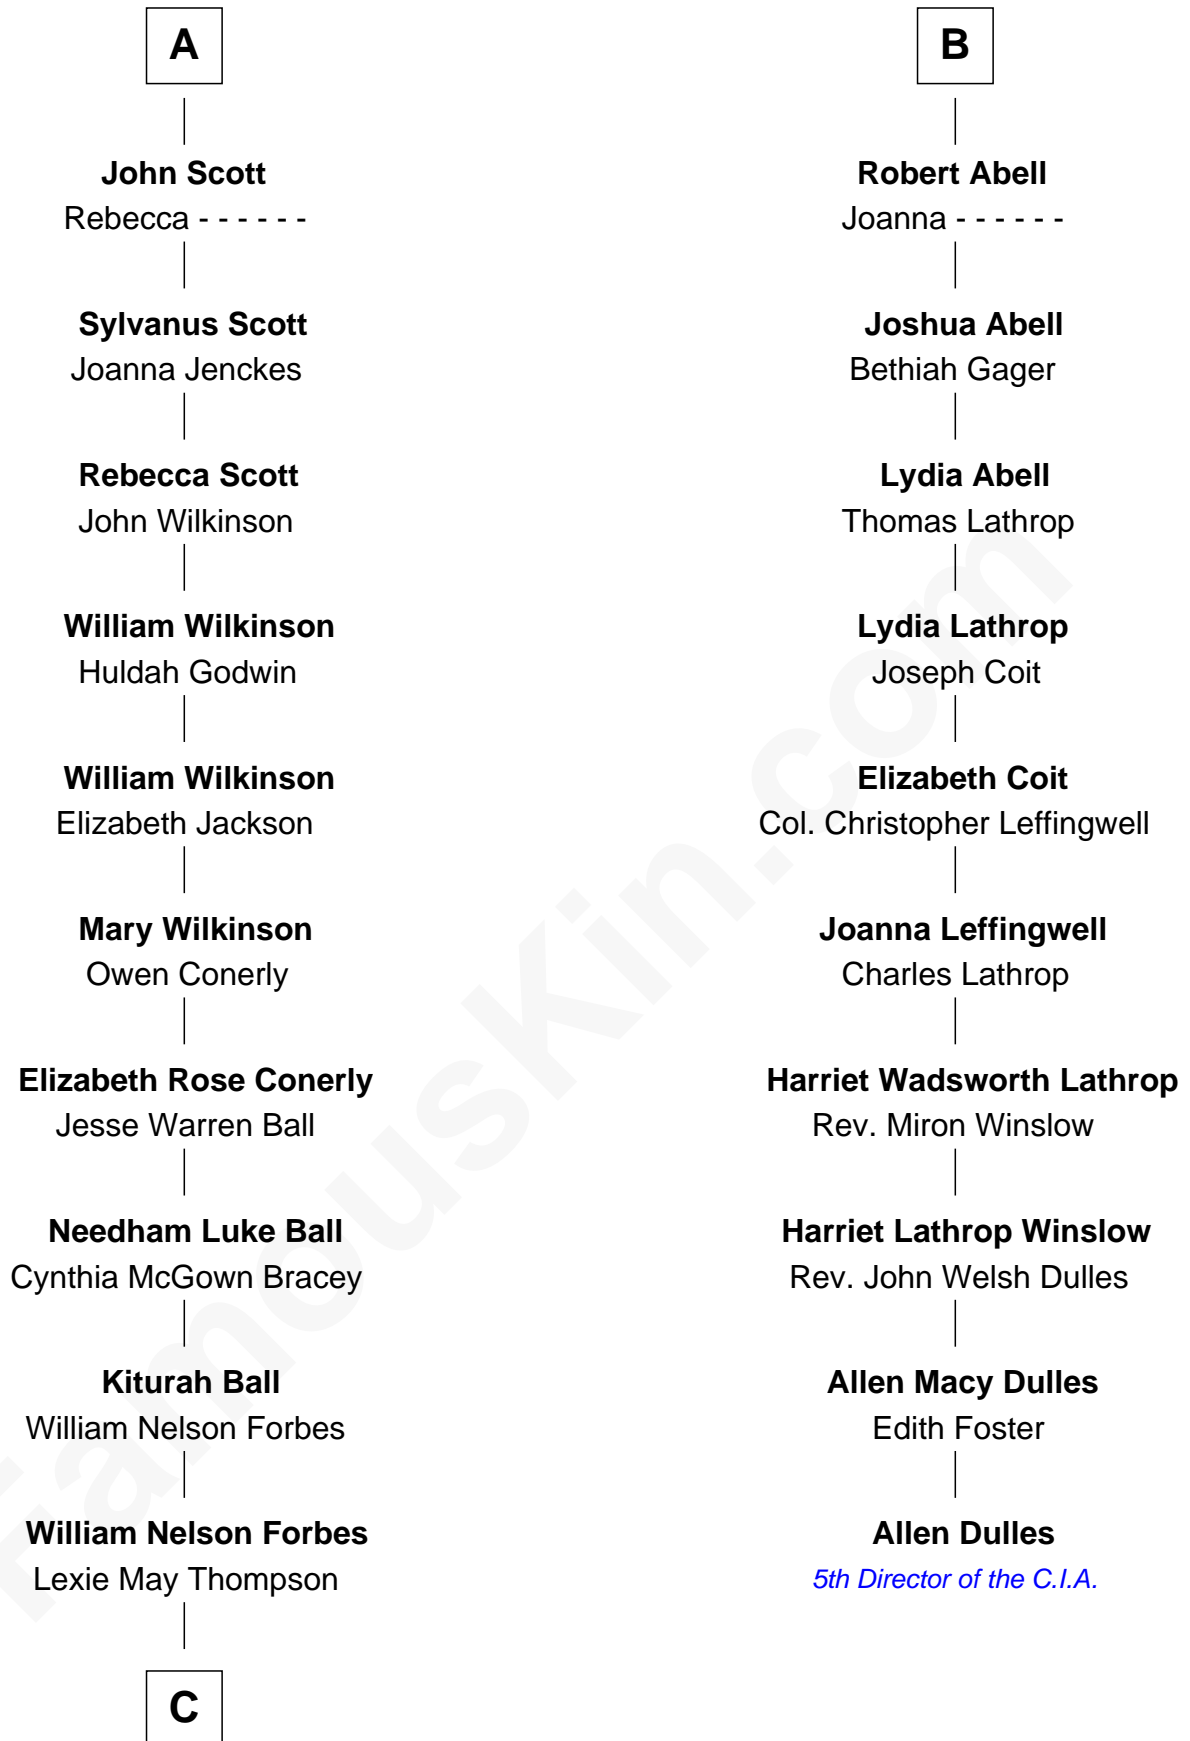 A
John Scott
Rebecca - - - - - -
Sylvanus Scott
Joanna Jenckes
Rebecca Scott
John Wilkinson
William Wilkinson
Huldah Godwin
William Wilkinson
Elizabeth Jackson
Mary Wilkinson
Owen Conerly
Elizabeth Rose Conerly
Jesse Warren Ball
Needham Luke Ball
Cynthia McGown Bracey
Kiturah Ball
William Nelson Forbes
William Nelson Forbes
Lexie May Thompson
C
B
Robert Abell
Joanna - - - - - -
Joshua Abell
Bethiah Gager
Lydia Abell
Thomas Lathrop
Lydia Lathrop
Joseph Coit
Elizabeth Coit
Col. Christopher Leffingwell
Joanna Leffingwell
Charles Lathrop
Harriet Wadsworth Lathrop
Rev. Miron Winslow
Harriet Lathrop Winslow
Rev. John Welsh Dulles
Allen Macy Dulles
Edith Foster
Allen Dulles
5th Director of the C.I.A.
FamousKin.com